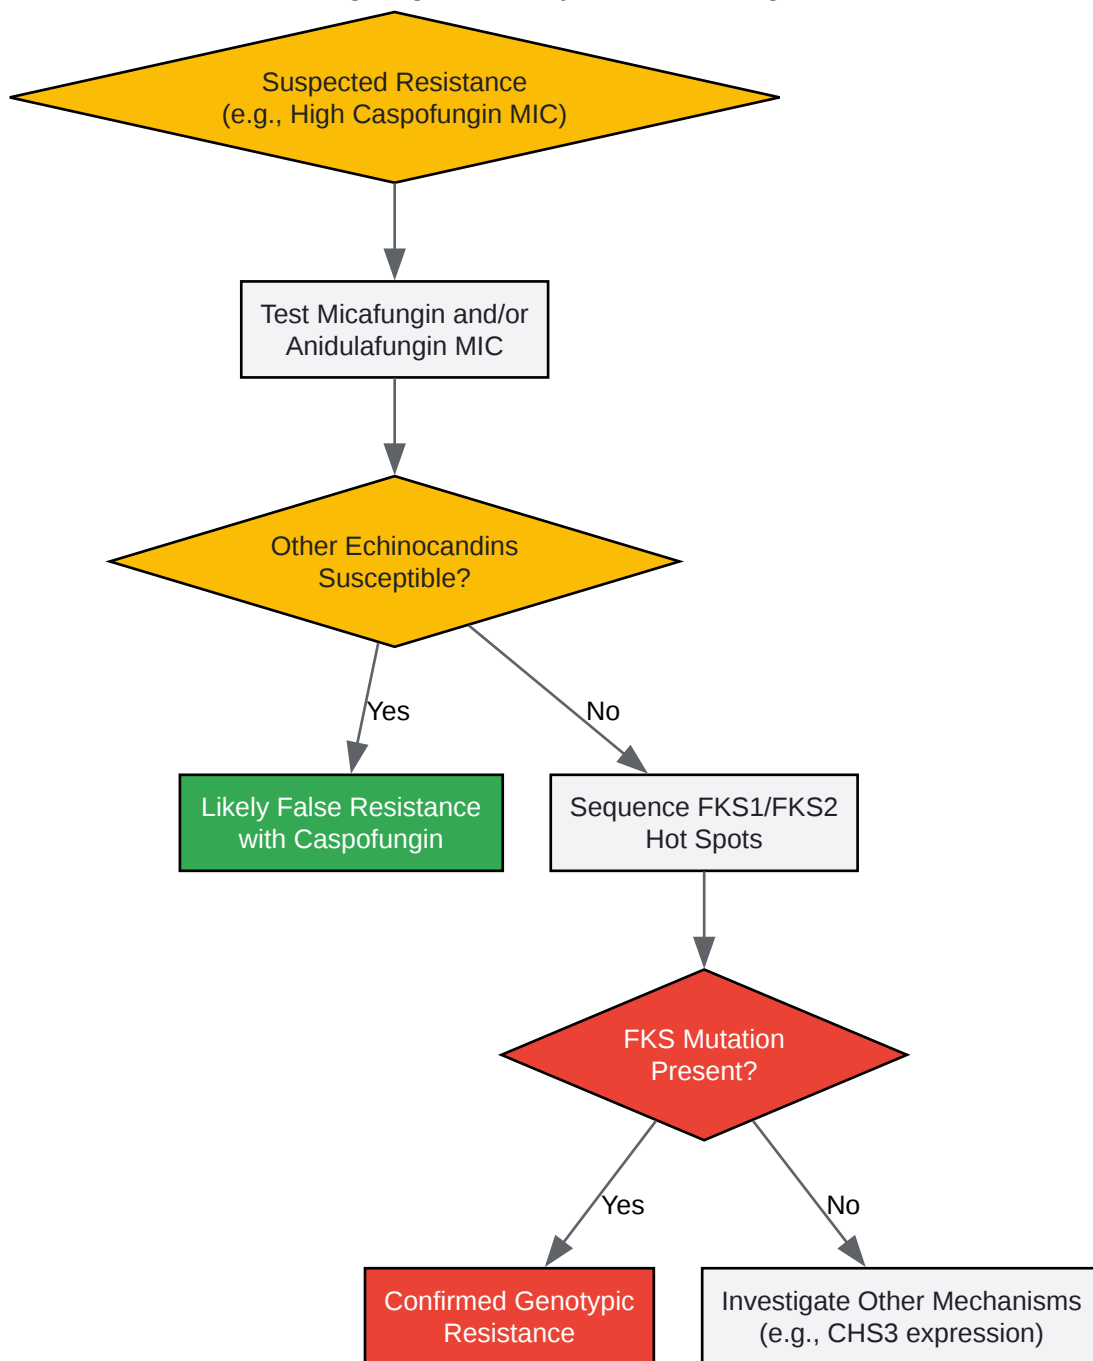 Suspected Resistance
(e.g., High Caspofungin MIC)
Test Micafungin and/or
Anidulafungin MIC
Other Echinocandins
Susceptible?
Yes
No
Likely False Resistance
with Caspofungin
Sequence FKS1/FKS2
Hot Spots
FKS Mutation
Present?
Yes
No
Confirmed Genotypic
Resistance
Investigate Other Mechanisms
(e.g., CHS3 expression)